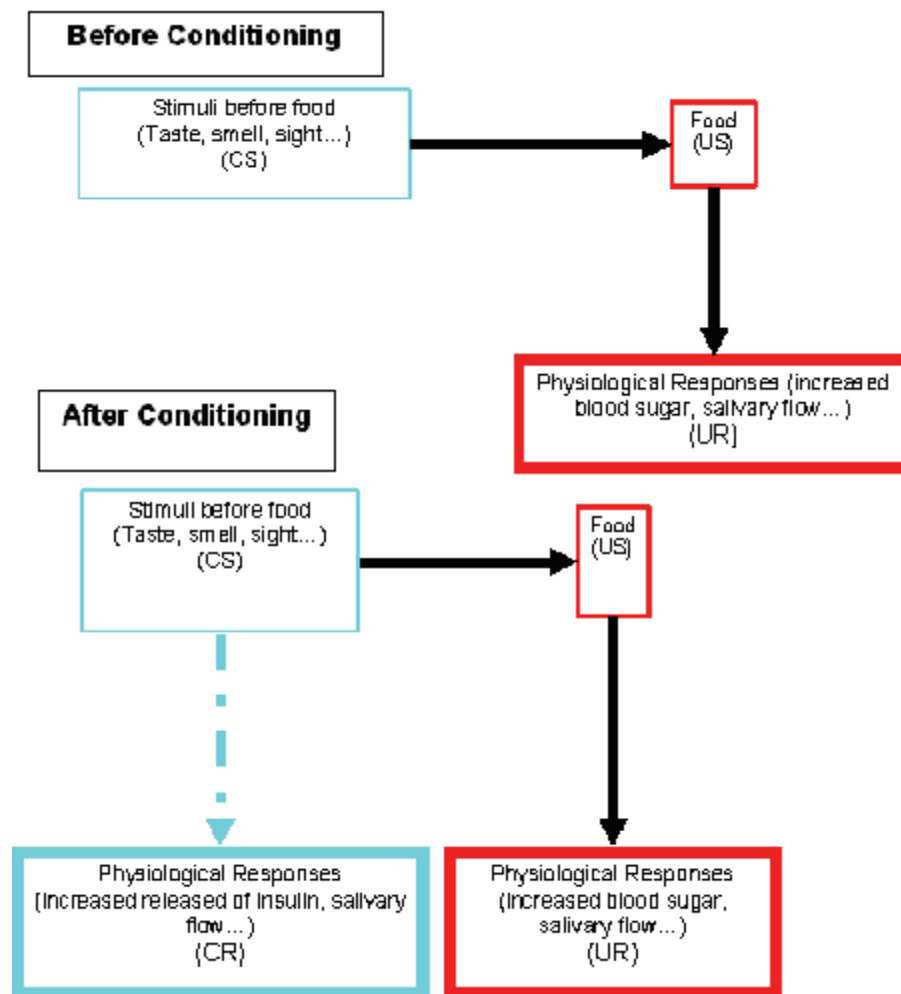 Before Conditioning
Stimuli before food
(Taste, smell, sight...)
(CS)
Food
(US)
Physiological Responses (increased
blood sugar, salivary flow...)
(UR)
After Conditioning
Stimuli before food
(Taste, smell, sight...)
(CS)
Food
(US)
Physiological Responses
(increased released of insulin, salivary
flow...)
(CR)
Physiological Responses
(increased blood sugar,
salivary flow...)
(UR)